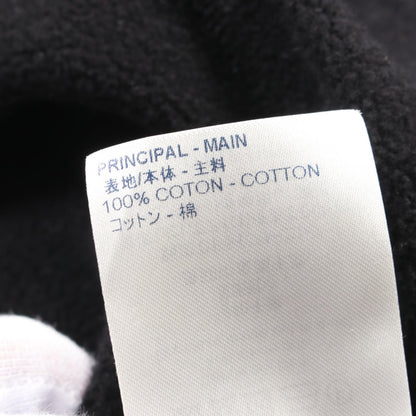 PRINCIPAL - MAIN
表地/本体 - 主料
100% COTON - COTTON
コットン - 棉